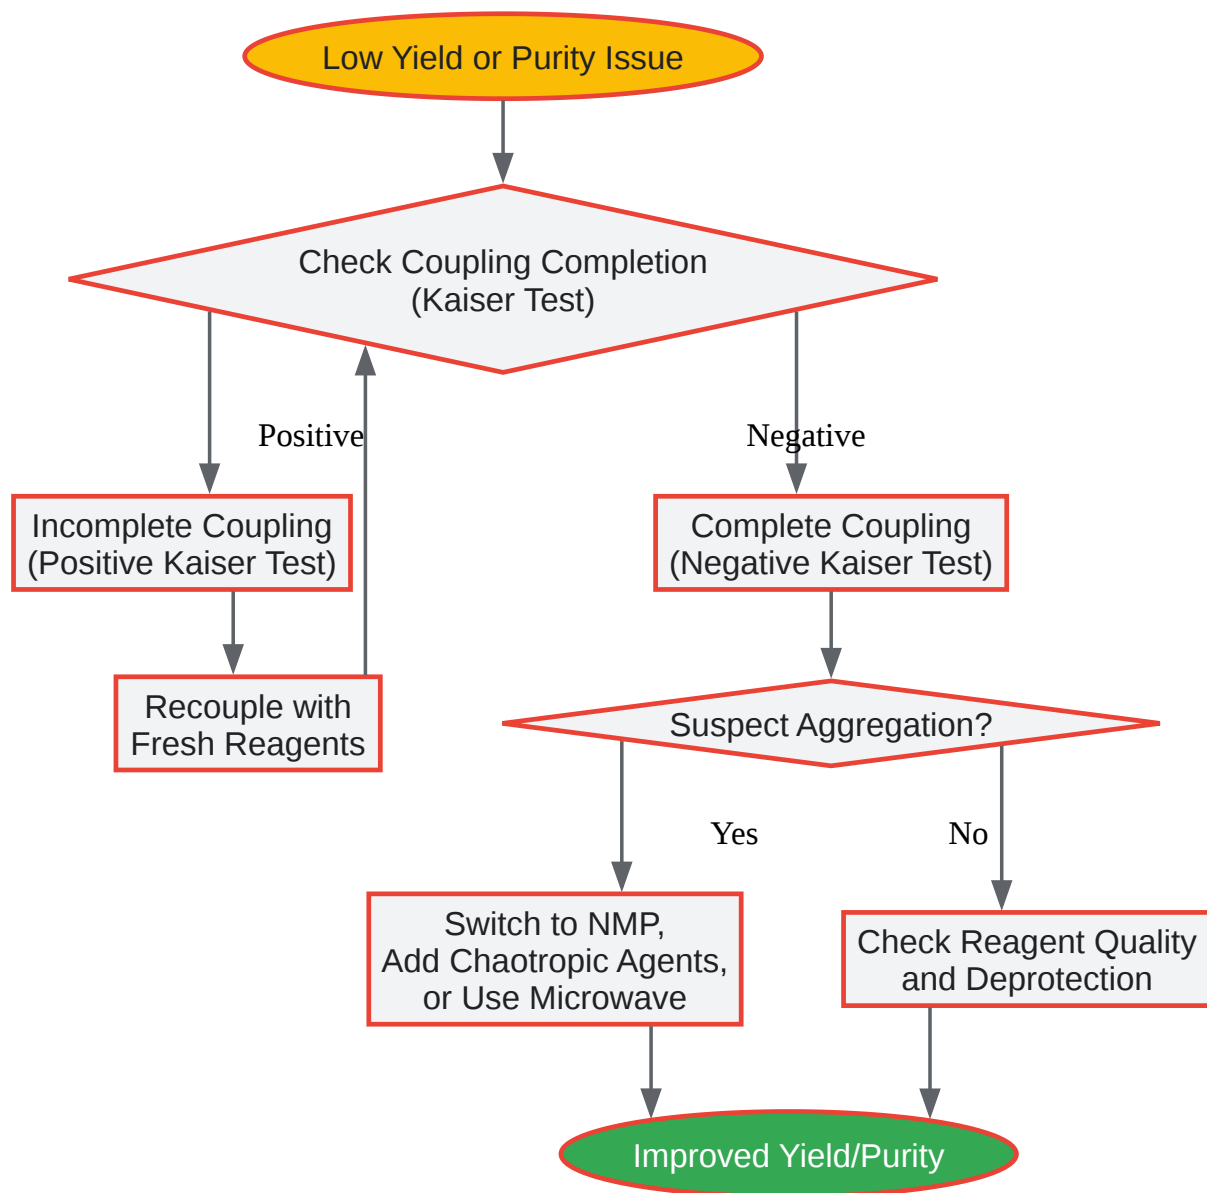 Low Yield or Purity Issue
Check Coupling Completion
(Kaiser Test)
Positive
Negative
Incomplete Coupling
(Positive Kaiser Test)
Complete Coupling
(Negative Kaiser Test)
Recouple with
Fresh Reagents
Suspect Aggregation?
Yes
No
Switch to NMP,
Add Chaotropic Agents,
or Use Microwave
Check Reagent Quality
and Deprotection
Improved Yield/Purity